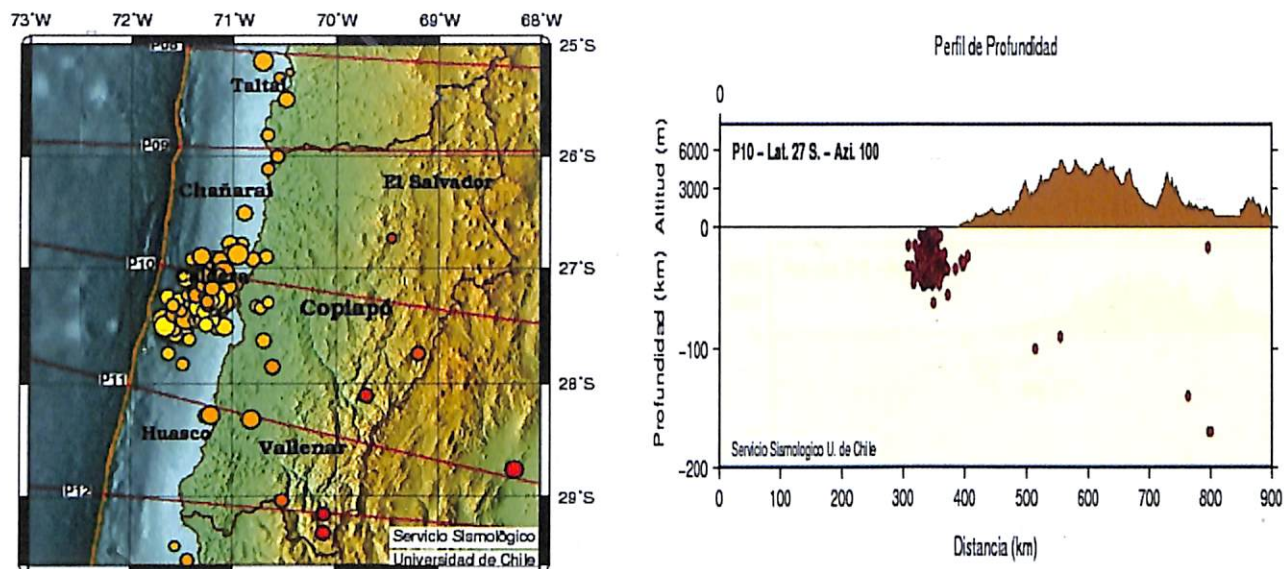 73°W 72°W 71°W 70°W 69°W 68°W
25°S
P08
Taltal
P09
26°S
El Salvador
Chañaral
P10
27°S
Copiapó
P11
28°S
Huasco
Vallenar
P12
29°S
Servicio Sismológico
Universidad de Chile
Perfil de Profundidad
0
P10 – Lat. 27 S. – Azi. 100
6000
3000
0
−100
−200
Profundidad (km) Altitud (m)
Servicio Sismologico U. de Chile
0 100 200 300 400 500 600 700 800 900
Distancia (km)